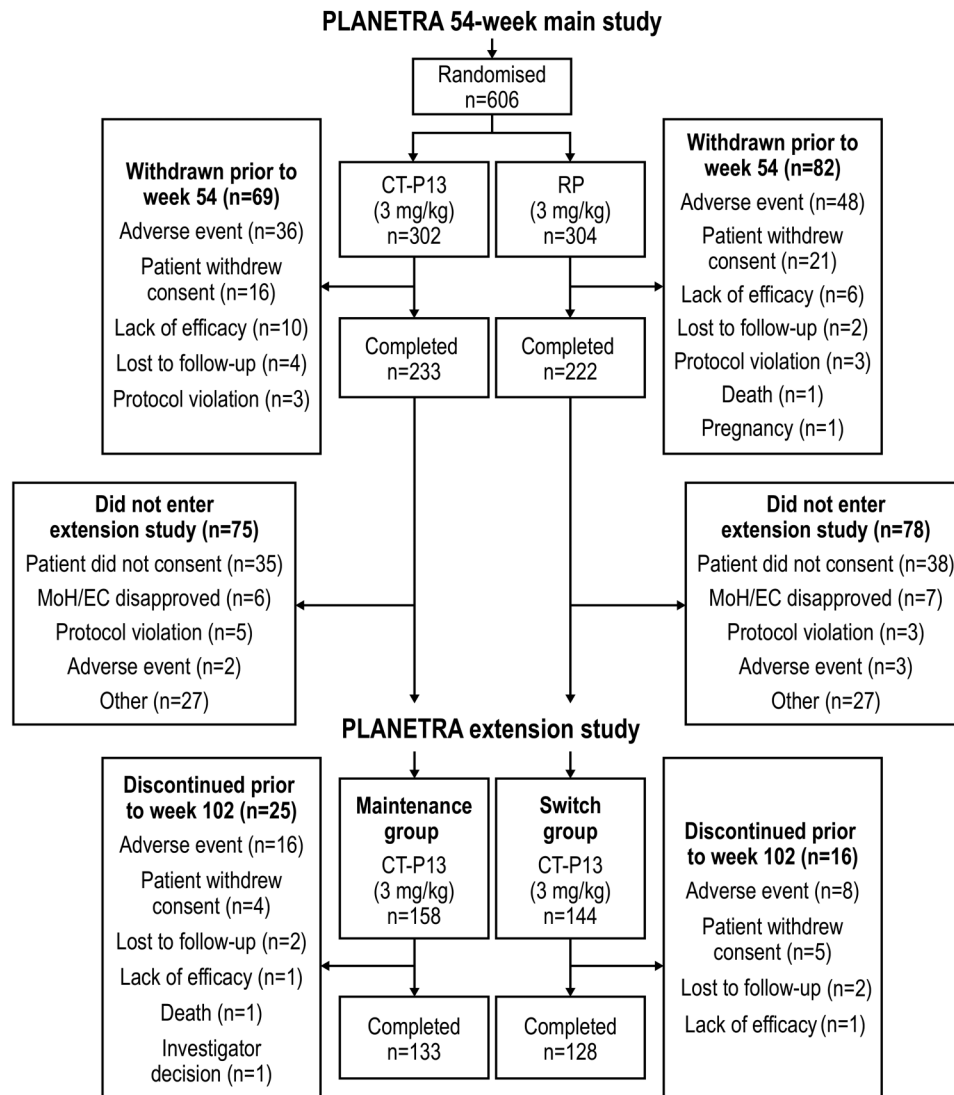 PLANETRA 54-week main study
Randomised
n=606
Withdrawn prior to
week 54 (n=69)
Adverse event (n=36)
Patient withdrew
consent (n=16)
Lack of efficacy (n=10)
Lost to follow-up (n=4)
Protocol violation (n=3)
CT-P13
(3 mg/kg)
n=302
RP
(3 mg/kg)
n=304
Withdrawn prior to
week 54 (n=82)
Adverse event (n=48)
Patient withdrew
consent (n=21)
Lack of efficacy (n=6)
Lost to follow-up (n=2)
Protocol violation (n=3)
Death (n=1)
Pregnancy (n=1)
Completed
n=233
Completed
n=222
Did not enter
extension study (n=75)
Patient did not consent (n=35)
MoH/EC disapproved (n=6)
Protocol violation (n=5)
Adverse event (n=2)
Other (n=27)
Did not enter
extension study (n=78)
Patient did not consent (n=38)
MoH/EC disapproved (n=7)
Protocol violation (n=3)
Adverse event (n=3)
Other (n=27)
PLANETRA extension study
Discontinued prior
to week 102 (n=25)
Adverse event (n=16)
Patient withdrew
consent (n=4)
Lost to follow-up (n=2)
Lack of efficacy (n=1)
Death (n=1)
Investigator
decision (n=1)
Maintenance
group
CT-P13
(3 mg/kg)
n=158
Switch
group
CT-P13
(3 mg/kg)
n=144
Discontinued prior
to week 102 (n=16)
Adverse event (n=8)
Patient withdrew
consent (n=5)
Lost to follow-up (n=2)
Lack of efficacy (n=1)
Completed
n=133
Completed
n=128